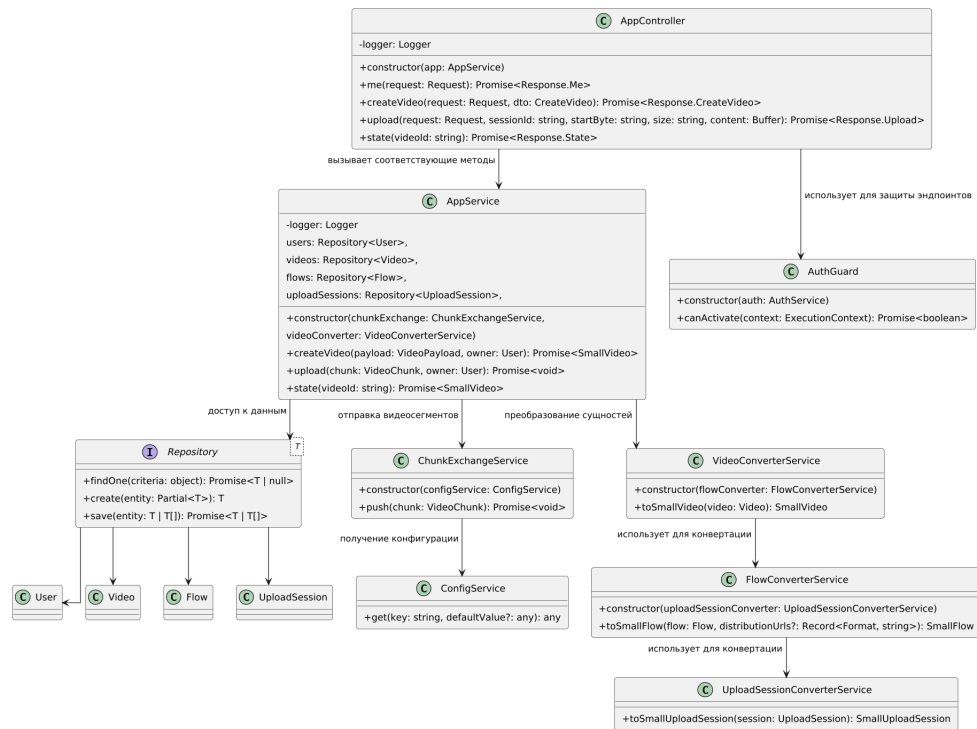 C AppController
-logger: Logger
+constructor(app: AppService)
+me(request: Request): Promise<Response.Me>
+createVideo(request: Request, dto: CreateVideo): Promise<Response.CreateVideo>
+upload(request: Request, sessionId: string, startByte: string, size: string, content: Buffer): Promise<Response.Upload>
+state(videoId: string): Promise<Response.State>
вызывает соответствующие методы
использует для защиты эндпоинтов
C AppService
-logger: Logger
users: Repository<User>,
videos: Repository<Video>,
flows: Repository<Flow>,
uploadSessions: Repository<UploadSession>,
+constructor(chunkExchange: ChunkExchangeService,
videoConverter: VideoConverterService)
+createVideo(payload: VideoPayload, owner: User): Promise<SmallVideo>
+upload(chunk: VideoChunk, owner: User): Promise<void>
+state(videoId: string): Promise<SmallVideo>
C AuthGuard
+constructor(auth: AuthService)
+canActivate(context: ExecutionContext): Promise<boolean>
доступ к данным
отправка видеосегментов
преобразование сущностей
I Repository
T
+findOne(criteria: object): Promise<T | null>
+create(entity: Partial<T>): T
+save(entity: T | T[]): Promise<T | T[]>
C ChunkExchangeService
+constructor(configService: ConfigService)
+push(chunk: VideoChunk): Promise<void>
C VideoConverterService
+constructor(flowConverter: FlowConverterService)
+toSmallVideo(video: Video): SmallVideo
получение конфигурации
использует для конвертации
C User
C Video
C Flow
C UploadSession
C ConfigService
+get(key: string, defaultValue?: any): any
C FlowConverterService
+constructor(uploadSessionConverter: UploadSessionConverterService)
+toSmallFlow(flow: Flow, distributionUrls?: Record<Format, string>): SmallFlow
использует для конвертации
C UploadSessionConverterService
+toSmallUploadSession(session: UploadSession): SmallUploadSession